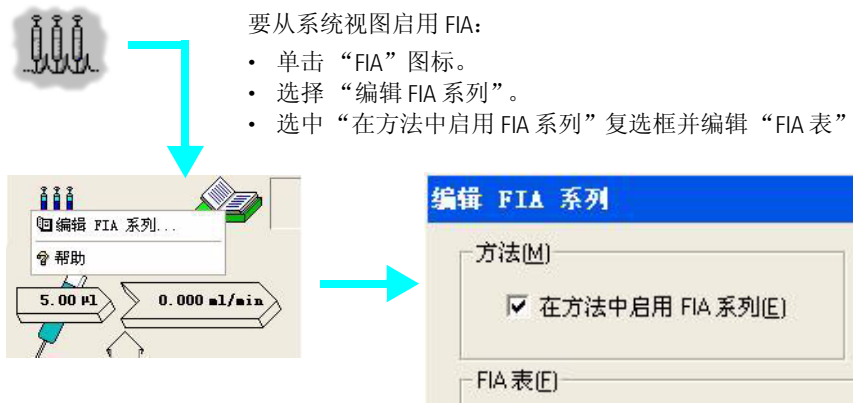 要从系统视图启用 FIA：
• 单击 “FIA”图标。
• 选择 “编辑 FIA 系列”。
• 选中“在方法中启用 FIA 系列”复选框并编辑“FIA 表”
编辑 FIA 系列...
帮助
5.00 µl
0.000 ml/min
编辑 FIA 系列
方法(M)
在方法中启用 FIA 系列(E)
FIA 表(F)